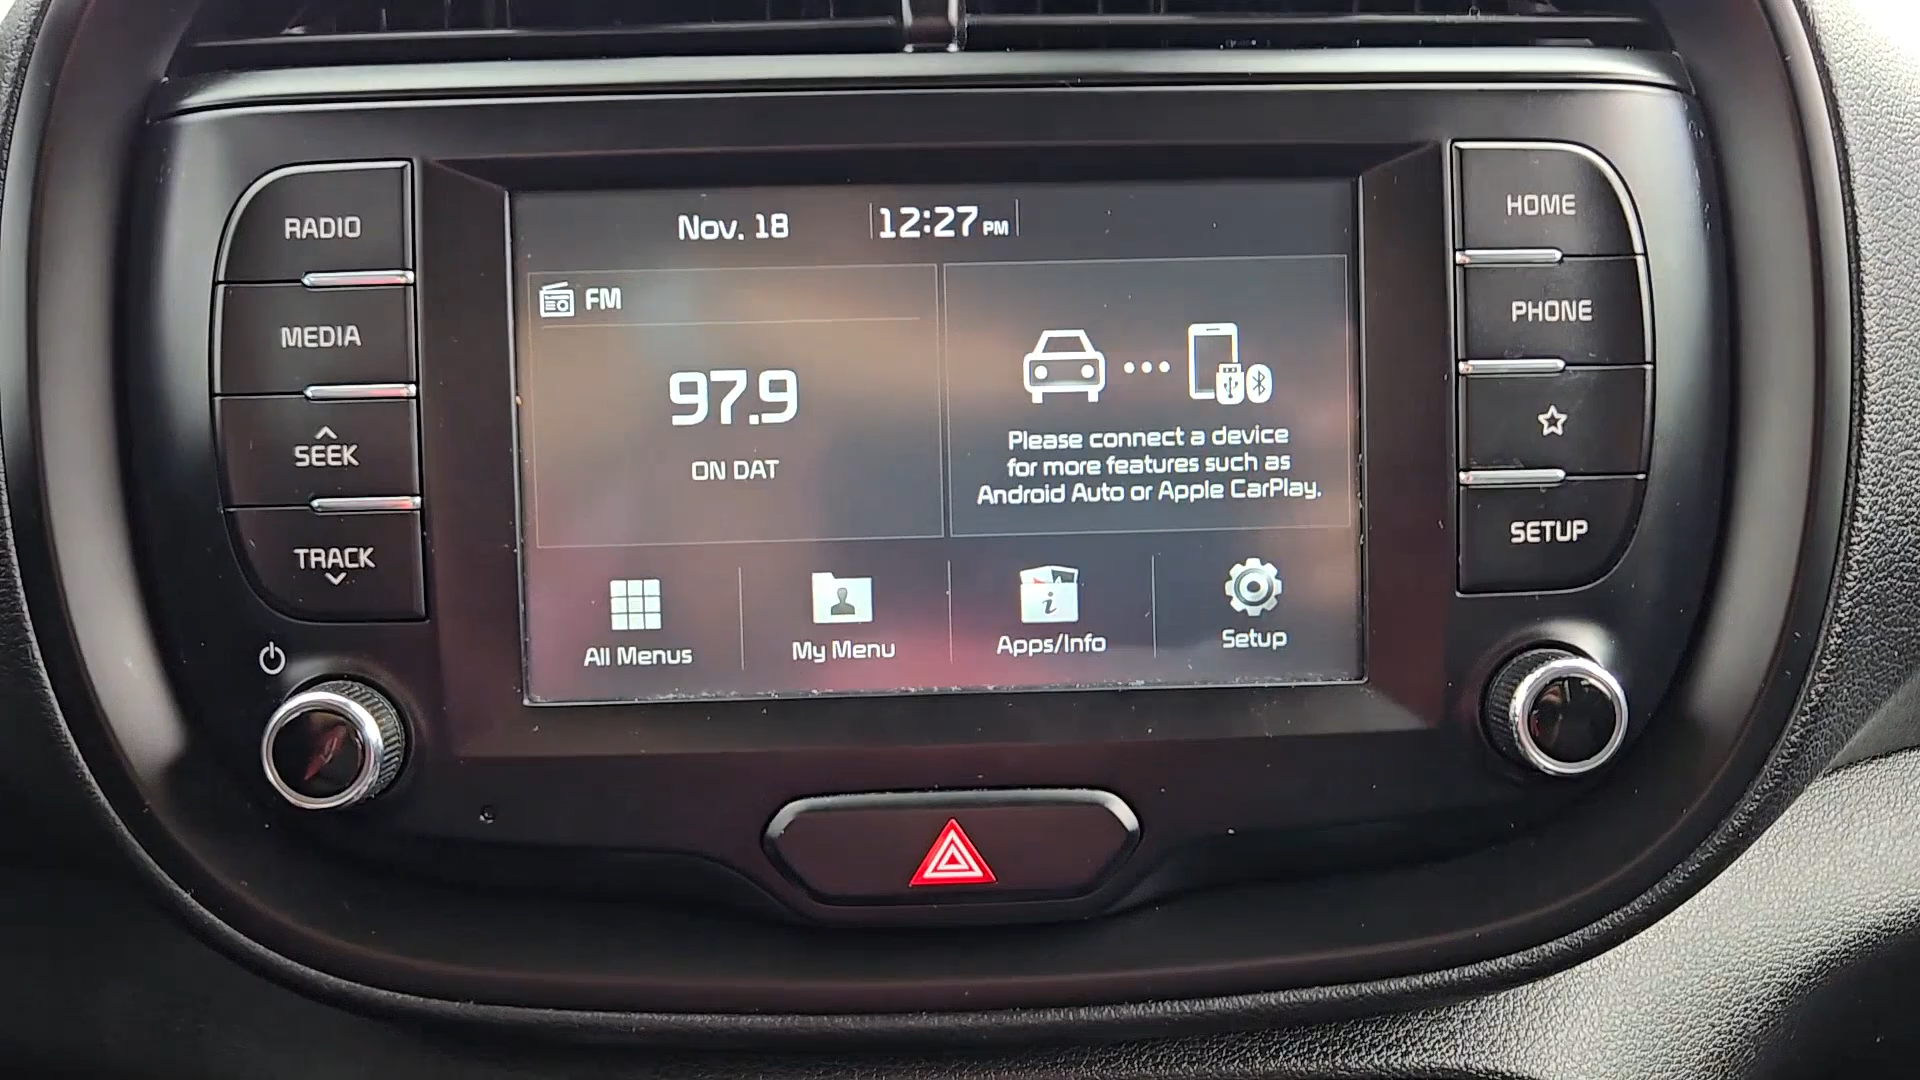 Nov. 18
12:27 PM
RADIO
MEDIA
SEEK
TRACK
FM
97.9
ON DAT
Please connect a device
for more features such as
Android Auto or Apple CarPlay.
All Menus
My Menu
Apps/Info
Setup
HOME
PHONE
SETUP